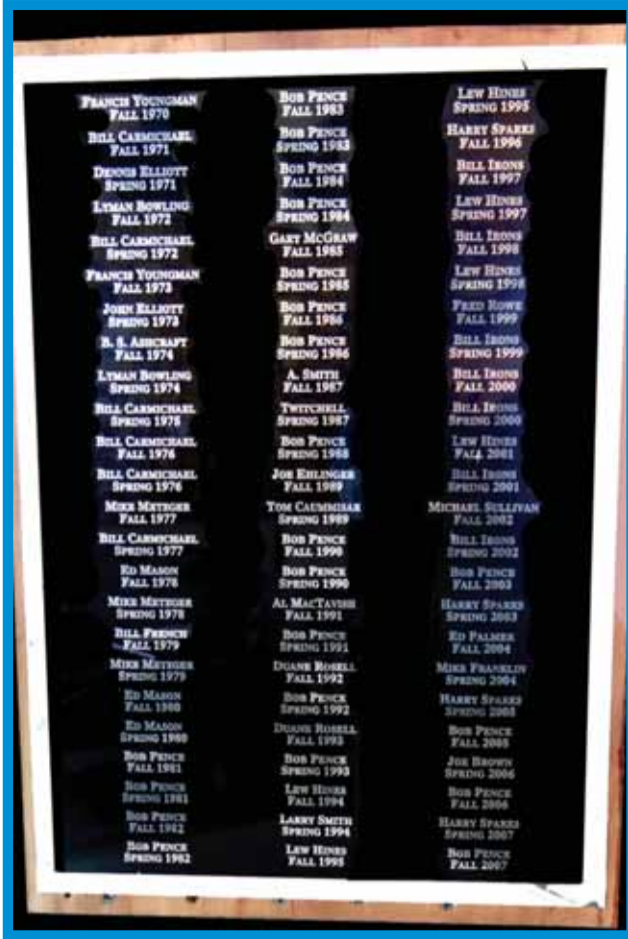 FRANCIS YOUNGMAN
FALL 1970
BILL CARMICHAEL
FALL 1971
DENNIS ELLIOTT
SPRING 1971
LYMAN BOWLING
FALL 1972
BILL CARMICHAEL
SPRING 1972
FRANCIS YOUNGMAN
FALL 1973
JOHN ELLIOTT
SPRING 1973
B. S. ASHCRAFT
FALL 1974
LYMAN BOWLING
SPRING 1974
BILL CARMICHAEL
SPRING 1975
BILL CARMICHAEL
FALL 1976
BILL CARMICHAEL
SPRING 1976
MIKE METEGER
FALL 1977
BILL CARMICHAEL
SPRING 1977
ED MASON
FALL 1978
MIKE METEGER
SPRING 1978
BILL FRENCH
FALL 1979
MIKE METEGER
SPRING 1979
ED MASON
FALL 1980
ED MASON
SPRING 1980
BOB PENCE
FALL 1981
BOB PENCE
SPRING 1981
BOB PENCE
FALL 1982
BOB PENCE
SPRING 1982
BOB PENCE
FALL 1983
BOB PENCE
SPRING 1983
BOB PENCE
FALL 1984
BOB PENCE
SPRING 1984
GARY MCGRAW
FALL 1985
BOB PENCE
SPRING 1985
BOB PENCE
FALL 1986
BOB PENCE
SPRING 1986
A. SMITH
FALL 1987
TWITCHELL
SPRING 1987
BOB PENCE
SPRING 1988
JOE EHLINGER
FALL 1989
TOM CAUMMISAR
SPRING 1989
BOB PENCE
FALL 1990
BOB PENCE
SPRING 1990
AL MACTAVISH
FALL 1991
BOB PENCE
SPRING 1991
DUANE ROSELL
FALL 1992
BOB PENCE
SPRING 1992
DUANE ROSELL
FALL 1993
BOB PENCE
SPRING 1993
LEW HINES
FALL 1994
LARRY SMITH
SPRING 1994
LEW HINES
FALL 1995
LEW HINES
SPRING 1995
HARRY SPARKS
FALL 1996
BILL IRONS
FALL 1997
LEW HINES
SPRING 1997
BILL IRONS
FALL 1998
LEW HINES
SPRING 1998
FRED ROWE
FALL 1999
BILL IRONS
SPRING 1999
BILL IRONS
FALL 2000
BILL IRONS
SPRING 2000
LEW HINES
FALL 2001
BILL IRONS
SPRING 2001
MICHAEL SULLIVAN
FALL 2002
BILL IRONS
SPRING 2002
BOB PENCE
FALL 2003
HARRY SPARKS
SPRING 2003
ED PALMER
FALL 2004
MIKE FRANKLIN
SPRING 2004
HARRY SPARKS
SPRING 2005
BOB PENCE
FALL 2005
JOE BROWN
SPRING 2006
BOB PENCE
FALL 2006
HARRY SPARKS
SPRING 2007
BOB PENCE
FALL 2007